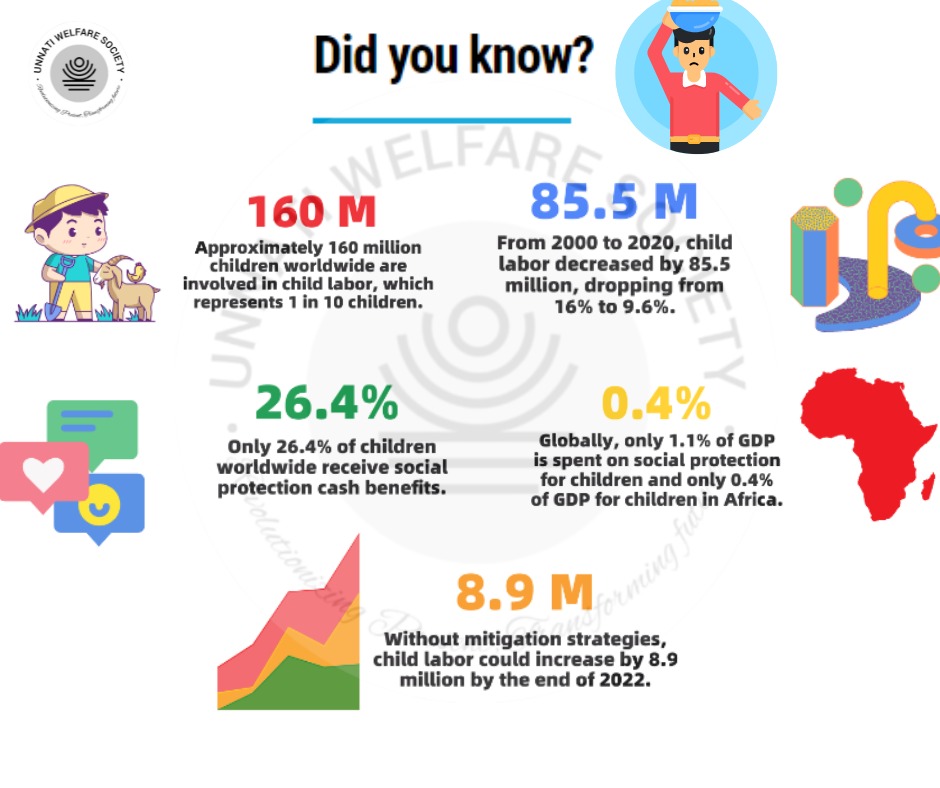 UNNATI WELFARE SOCIETY
Revolutionizing Present Transforming future
Did you know?
160 M
Approximately 160 million
children worldwide are
involved in child labor, which
represents 1 in 10 children.
85.5 M
From 2000 to 2020, child
labor decreased by 85.5
million, dropping from
16% to 9.6%.
26.4%
Only 26.4% of children
worldwide receive social
protection cash benefits.
0.4%
Globally, only 1.1% of GDP
is spent on social protection
for children and only 0.4%
of GDP for children in Africa.
8.9 M
Without mitigation strategies,
child labor could increase by 8.9
million by the end of 2022.
UNNATI WELFARE SOCIETY